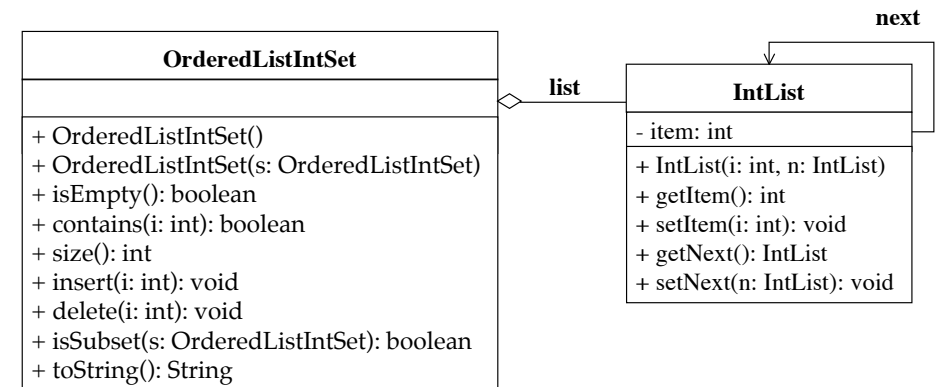 OrderedListIntSet
+ OrderedListIntSet()
+ OrderedListIntSet(s: OrderedListIntSet)
+ isEmpty(): boolean
+ contains(i: int): boolean
+ size(): int
+ insert(i: int): void
+ delete(i: int): void
+ isSubset(s: OrderedListIntSet): boolean
+ toString(): String
list
next
IntList
- item: int
+ IntList(i: int, n: IntList)
+ getItem(): int
+ setItem(i: int): void
+ getNext(): IntList
+ setNext(n: IntList): void